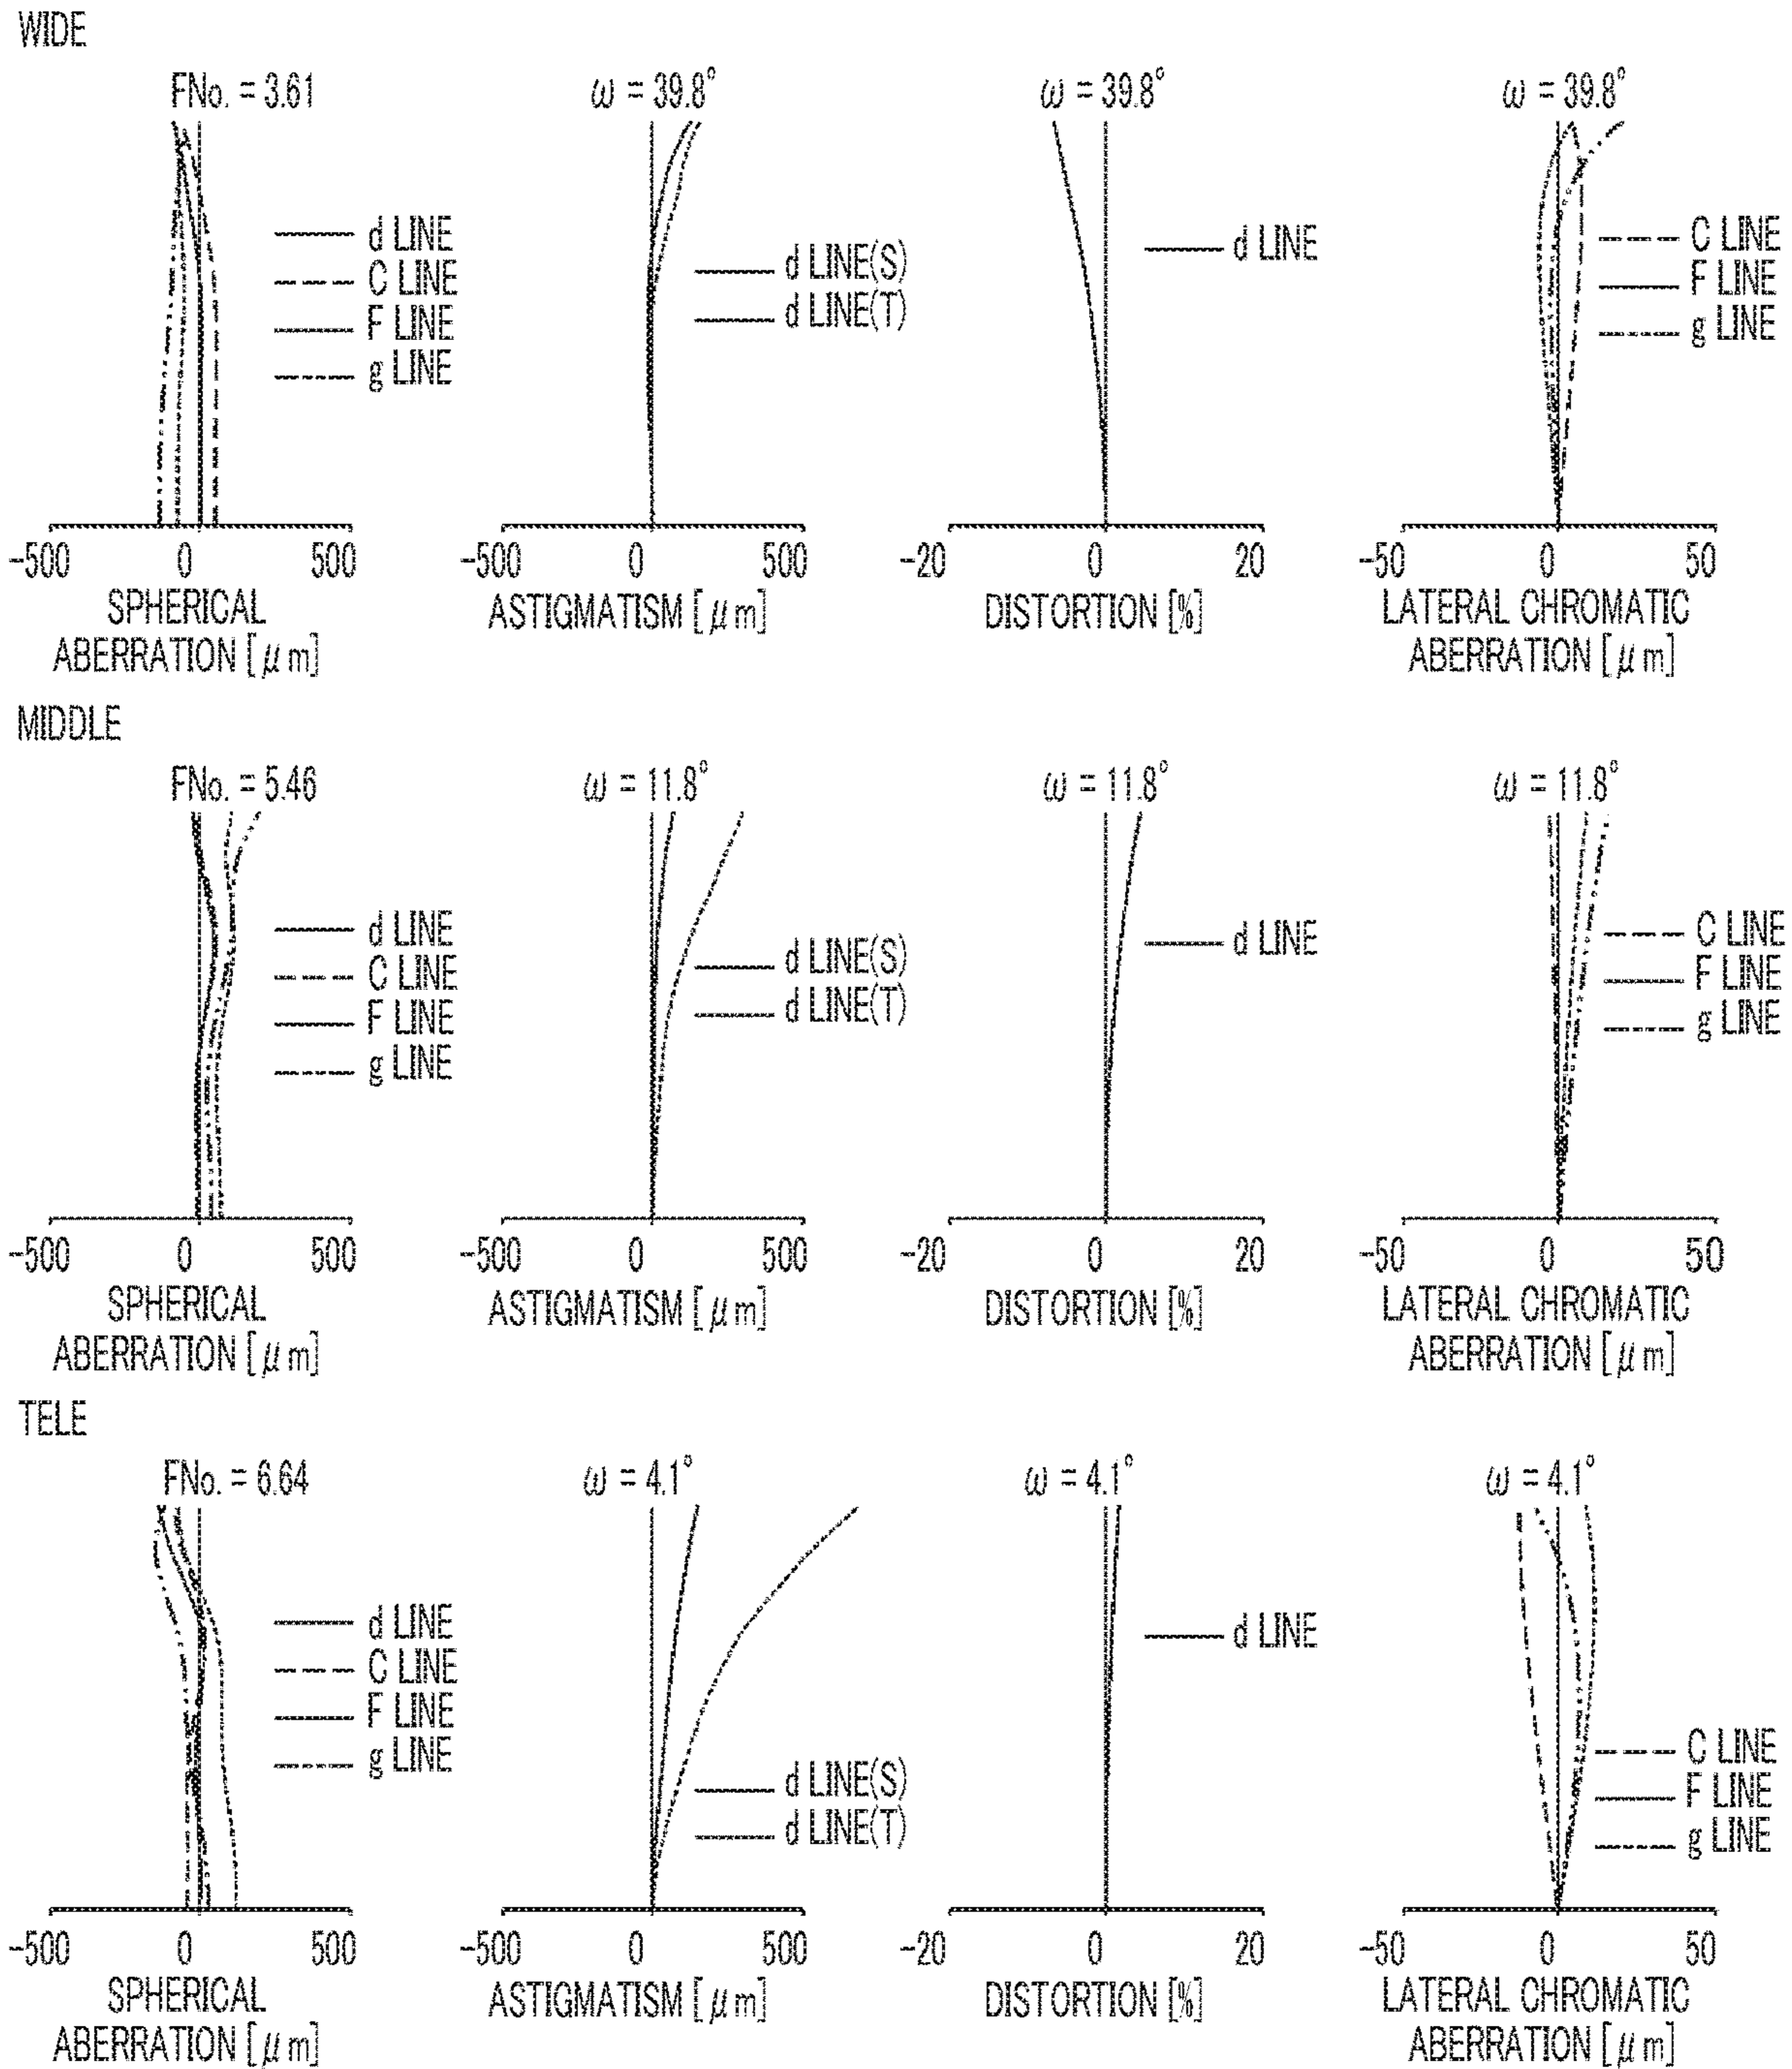 WIDE
FNo. = 3.61
ω = 39.8°
ω = 39.8°
ω = 39.8°
d LINE
C LINE
F LINE
g LINE
d LINE(S)
d LINE(T)
d LINE
C LINE
F LINE
g LINE
-500 0 500
-500 0 500
-20 0 20
-50 0 50
SPHERICAL
ABERRATION [μm]
ASTIGMATISM [μm]
DISTORTION [%]
LATERAL CHROMATIC
ABERRATION [μm]
MIDDLE
FNo. = 5.46
ω = 11.8°
ω = 11.8°
ω = 11.8°
d LINE
C LINE
F LINE
g LINE
d LINE(S)
d LINE(T)
d LINE
C LINE
F LINE
g LINE
-500 0 500
-500 0 500
-20 0 20
-50 0 50
SPHERICAL
ABERRATION [μm]
ASTIGMATISM [μm]
DISTORTION [%]
LATERAL CHROMATIC
ABERRATION [μm]
TELE
FNo. = 6.64
ω = 4.1°
ω = 4.1°
ω = 4.1°
d LINE
C LINE
F LINE
g LINE
d LINE(S)
d LINE(T)
d LINE
C LINE
F LINE
g LINE
-500 0 500
-500 0 500
-20 0 20
-50 0 50
SPHERICAL
ABERRATION [μm]
ASTIGMATISM [μm]
DISTORTION [%]
LATERAL CHROMATIC
ABERRATION [μm]